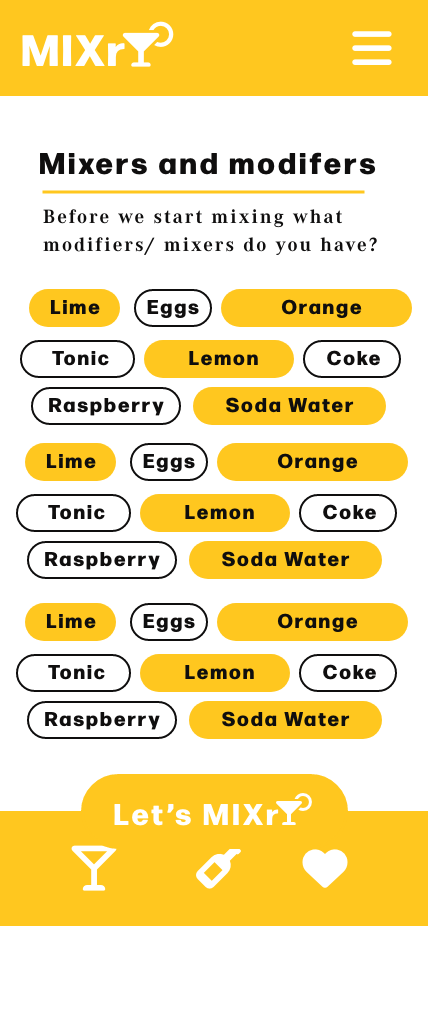 MIXr
Mixers and modifers
Before we start mixing what
modifiers/ mixers do you have?
Lime Eggs Orange
Tonic Lemon Coke
Raspberry Soda Water
Lime Eggs Orange
Tonic Lemon Coke
Raspberry Soda Water
Lime Eggs Orange
Tonic Lemon Coke
Raspberry Soda Water
Let’s MIXr